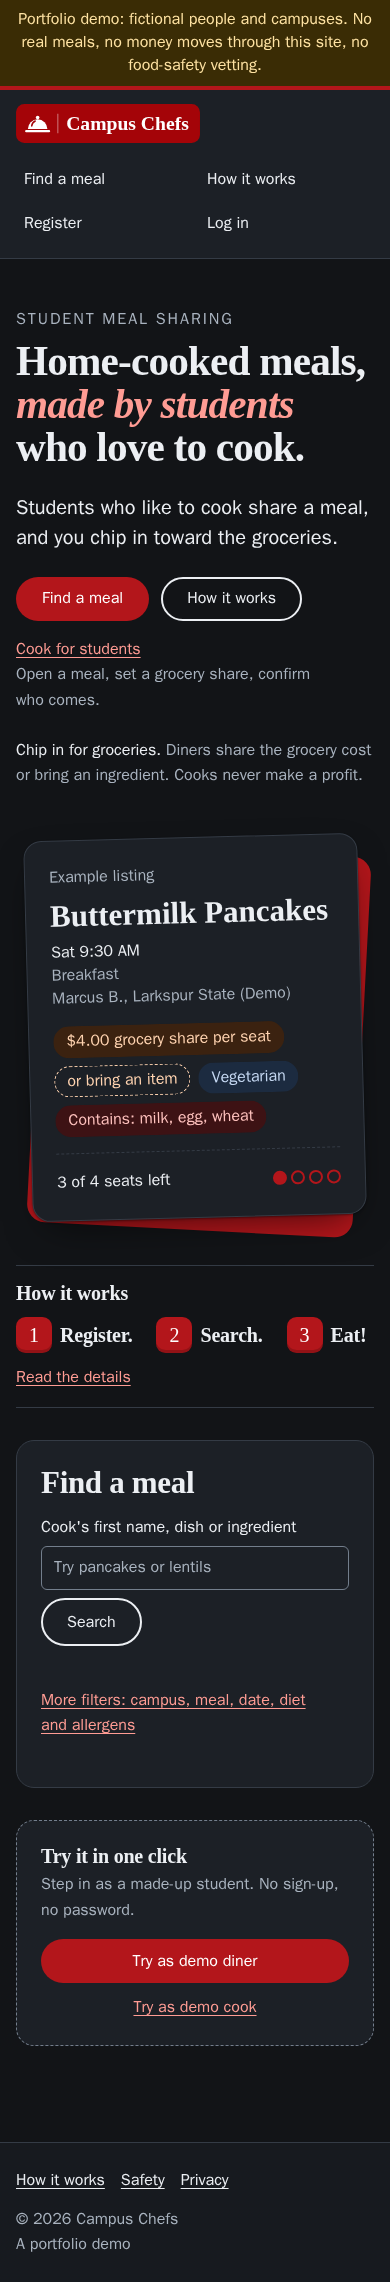 Portfolio demo: fictional people and campuses. No
real meals, no money moves through this site, no
food-safety vetting.
Campus Chefs
Find a meal
How it works
Register
Log in
STUDENT MEAL SHARING
Home-cooked meals,
made by students
who love to cook.
Students who like to cook share a meal,
and you chip in toward the groceries.
Find a meal
How it works
Cook for students
Open a meal, set a grocery share, confirm
who comes.
Chip in for groceries. Diners share the grocery cost
or bring an ingredient. Cooks never make a profit.
Example listing
Buttermilk Pancakes
Sat 9:30 AM
Breakfast
Marcus B., Larkspur State (Demo)
$4.00 grocery share per seat
or bring an item
Vegetarian
Contains: milk, egg, wheat
3 of 4 seats left
How it works
1 Register.
2 Search.
3 Eat!
Read the details
Find a meal
Cook's first name, dish or ingredient
Try pancakes or lentils
Search
More filters: campus, meal, date, diet
and allergens
Try it in one click
Step in as a made-up student. No sign-up,
no password.
Try as demo diner
Try as demo cook
How it works
Safety
Privacy
© 2026 Campus Chefs
A portfolio demo